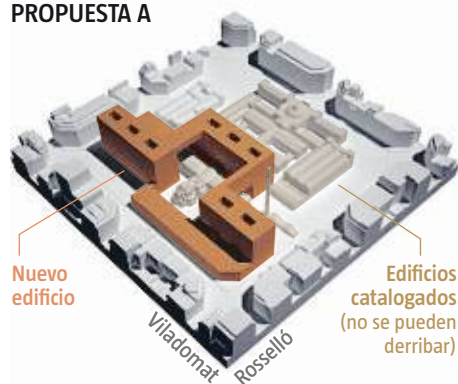 PROPUESTA A
Nuevo
edificio
Edificios
catalogados
(no se pueden
derribar)
Viladomat
Rosselló